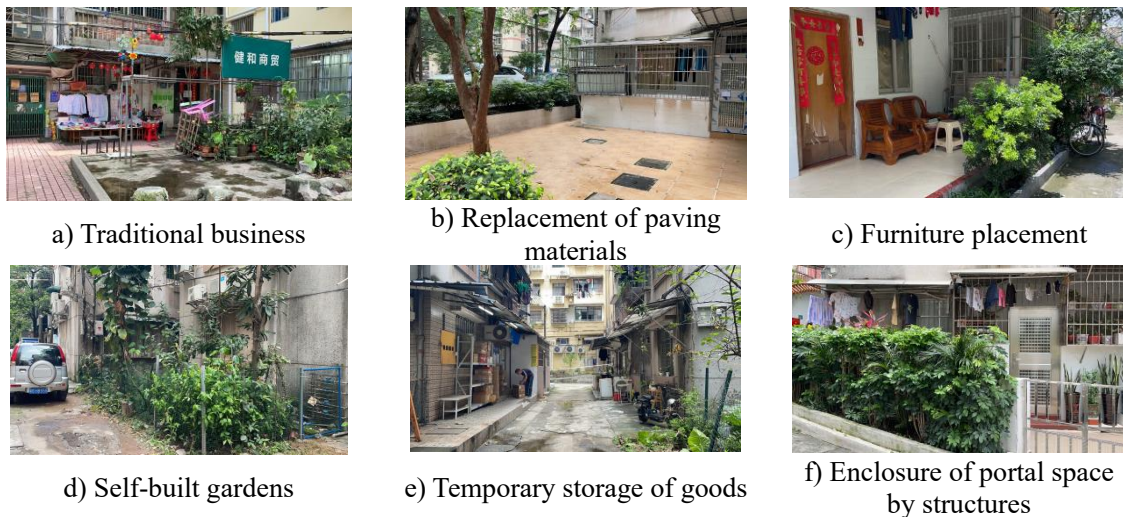 健和商贸
a) Traditional business
b) Replacement of paving
materials
c) Furniture placement
d) Self-built gardens
e) Temporary storage of goods
f) Enclosure of portal space
by structures